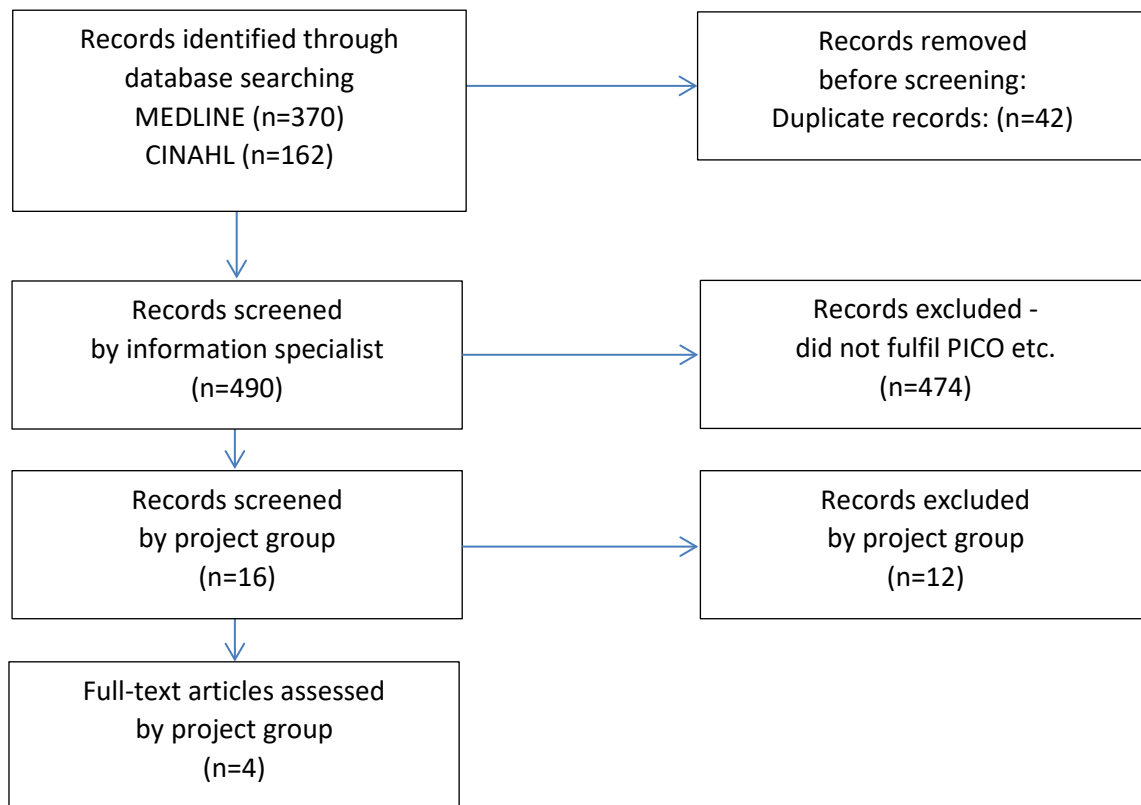 Records identified through
database searching
MEDLINE (n=370)
CINAHL (n=162)
Records removed
before screening:
Duplicate records: (n=42)
Records screened
by information specialist
(n=490)
Records excluded -
did not fulfil PICO etc.
(n=474)
Records screened
by project group
(n=16)
Records excluded
by project group
(n=12)
Full-text articles assessed
by project group
(n=4)